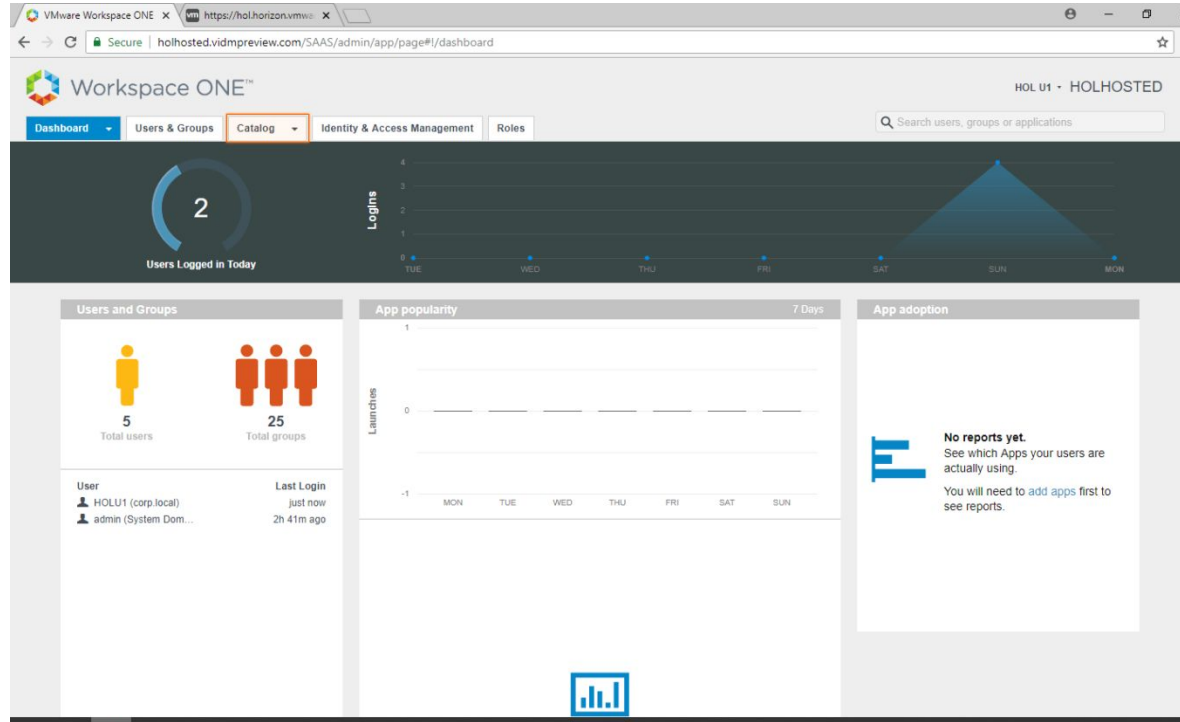 VMware Workspace ONE
https://hol.horizon.vmwa
Secure | holhosted.vidmpreview.com/SAAS/admin/app/page#!/dashboard
Workspace ONE™
HOL U1 · HOLHOSTED
Dashboard
Users & Groups
Catalog
Identity & Access Management
Roles
Search users, groups or applications
2
Users Logged in Today
Logins
4
3
2
1
0
TUE WED THU FRI SAT SUN MON
Users and Groups
5
Total users
25
Total groups
User Last Login
HOLU1 (corp.local) just now
admin (System Dom... 2h 41m ago
App popularity 7 Days
Launches
1
0
-1
MON TUE WED THU FRI SAT SUN
App adoption
No reports yet.
See which Apps your users are
actually using.
You will need to add apps first to
see reports.